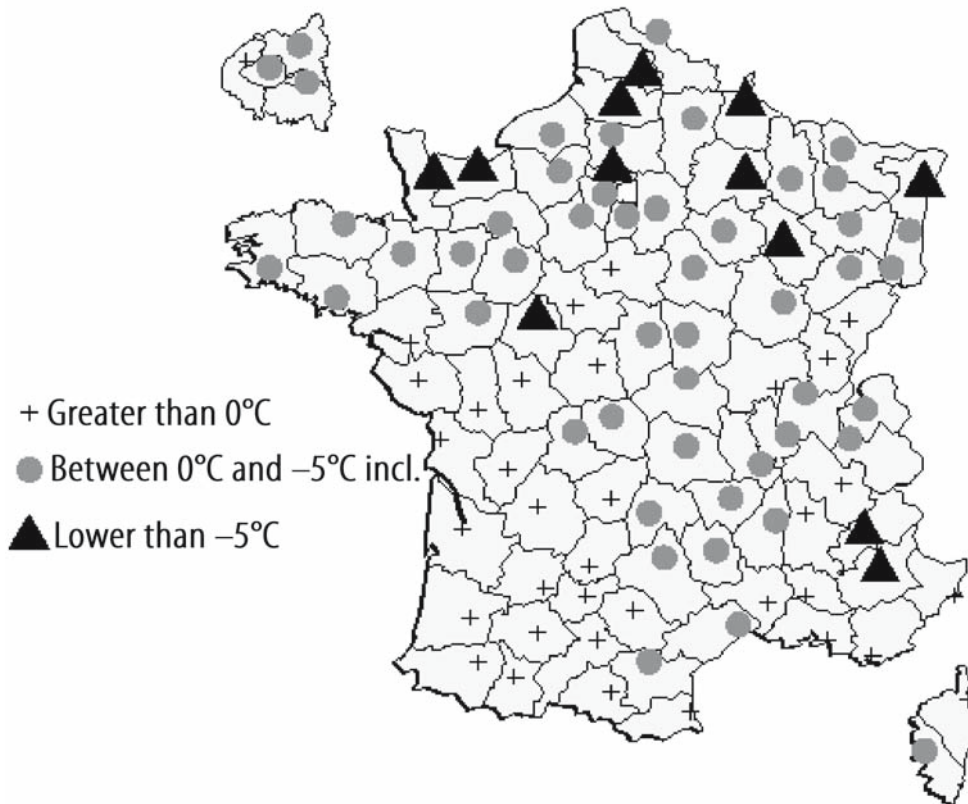 + Greater than 0°C
Between 0°C and –5°C incl.
Lower than –5°C